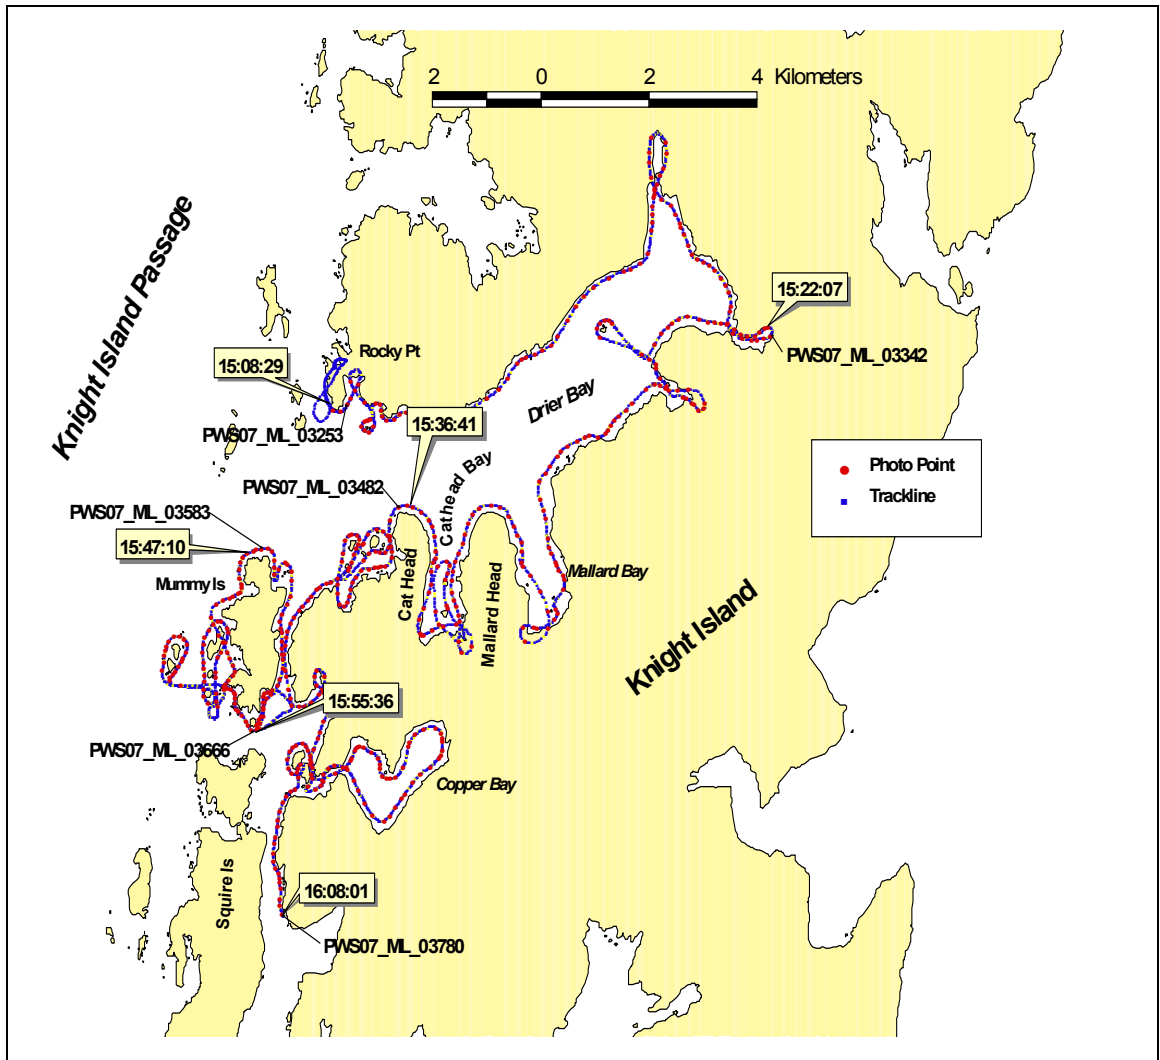 2 0 2 4 Kilometers
Knight Island Passage
15:22:07
PWS07_ML_03342
Rocky Pt
15:08:29
PWS07_ML_03253
Drier Bay
15:36:41
Cathead Bay
PWS07_ML_03482
Photo Point
Trackline
PWS07_ML_03583
15:47:10
Mummy Is
Cat Head
Mallard Head
Mallard Bay
Knight Island
15:55:36
PWS07_ML_03666
Copper Bay
Squire Is
16:08:01
PWS07_ML_03780